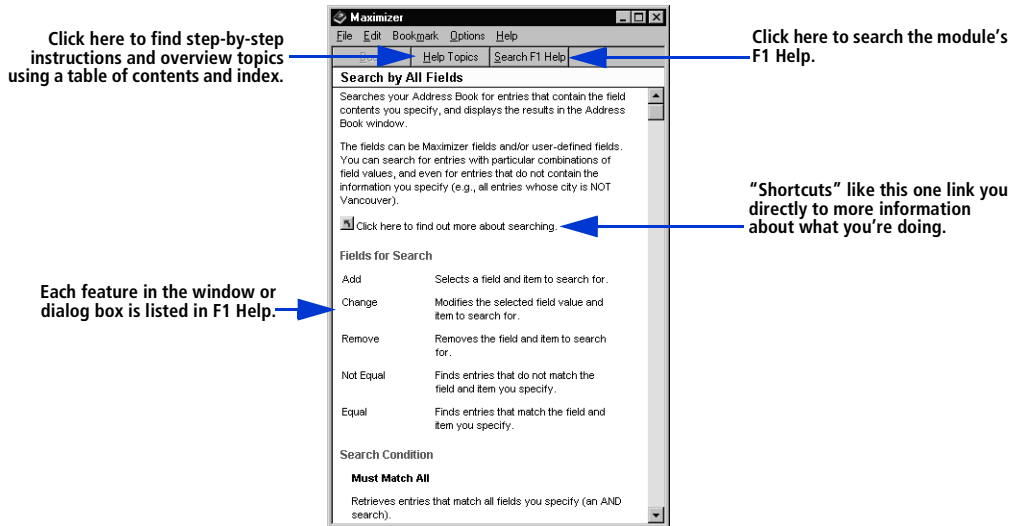 Click here to find step-by-step
instructions and overview topics
using a table of contents and index.
Each feature in the window or
dialog box is listed in F1 Help.
Maximizer
File Edit Bookmark Options Help
Help Topics Search F1 Help
Search by All Fields
Searches your Address Book for entries that contain the field
contents you specify, and displays the results in the Address
Book window.
The fields can be Maximizer fields and/or user-defined fields.
You can search for entries with particular combinations of
field values, and even for entries that do not contain the
information you specify (e.g., all entries whose city is NOT
Vancouver).
Click here to find out more about searching.
Fields for Search
Add Selects a field and item to search for.
Change Modifies the selected field value and
item to search for.
Remove Removes the field and item to search
for.
Not Equal Finds entries that do not match the
field and item you specify.
Equal Finds entries that match the field and
item you specify.
Search Condition
Must Match All
Retrieves entries that match all fields you specify (an AND
search).
Click here to search the module's
F1 Help.
“Shortcuts” like this one link you
directly to more information
about what you're doing.